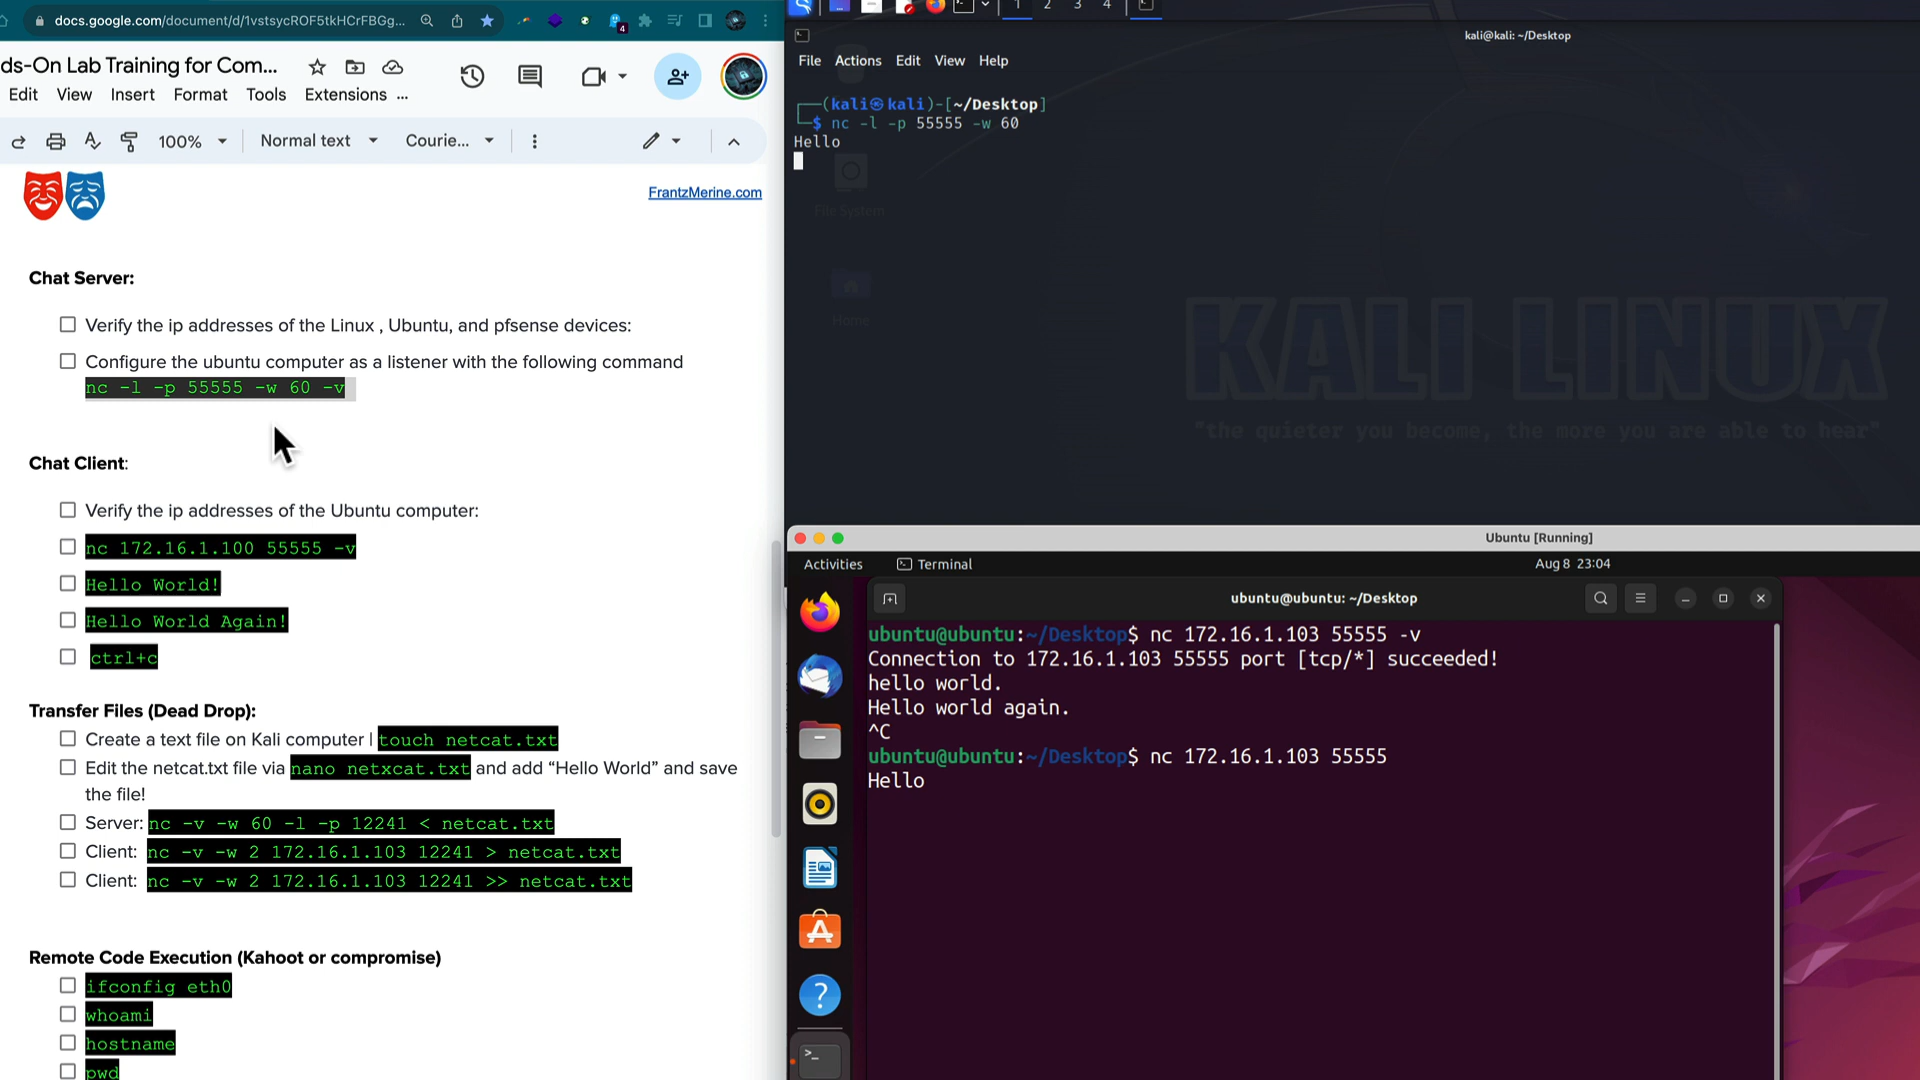 docs.google.com/document/d/1vstsycROF5tkHCrFBGg...
4
ds-On Lab Training for Com...
Edit View Insert Format Tools Extensions ...
100% Normal text Courie...
FrantzMerine.com
Chat Server:
Verify the ip addresses of the Linux , Ubuntu, and pfsense devices:
Configure the ubuntu computer as a listener with the following command
nc -l -p 55555 -w 60 -v
Chat Client:
Verify the ip addresses of the Ubuntu computer:
nc 172.16.1.100 55555 -v
Hello World!
Hello World Again!
ctrl+c
Transfer Files (Dead Drop):
Create a text file on Kali computer | touch netcat.txt
Edit the netcat.txt file via nano netxcat.txt and add “Hello World” and save
the file!
Server: nc -v -w 60 -l -p 12241 < netcat.txt
Client: nc -v -w 2 172.16.1.103 12241 > netcat.txt
Client: nc -v -w 2 172.16.1.103 12241 >> netcat.txt
Remote Code Execution (Kahoot or compromise)
ifconfig eth0
whoami
hostname
pwd
1 2 3 4
kali@kali: ~/Desktop
File Actions Edit View Help
(kali㉿kali)-[~/Desktop]
$ nc -l -p 55555 -w 60
Hello
File System
Home
KALI LINUX
"the quieter you become, the more you are able to hear"
Ubuntu [Running]
Activities Terminal Aug 8 23:04
ubuntu@ubuntu: ~/Desktop
ubuntu@ubuntu:~/Desktop$ nc 172.16.1.103 55555 -v
Connection to 172.16.1.103 55555 port [tcp/*] succeeded!
hello world.
Hello world again.
^C
ubuntu@ubuntu:~/Desktop$ nc 172.16.1.103 55555
Hello